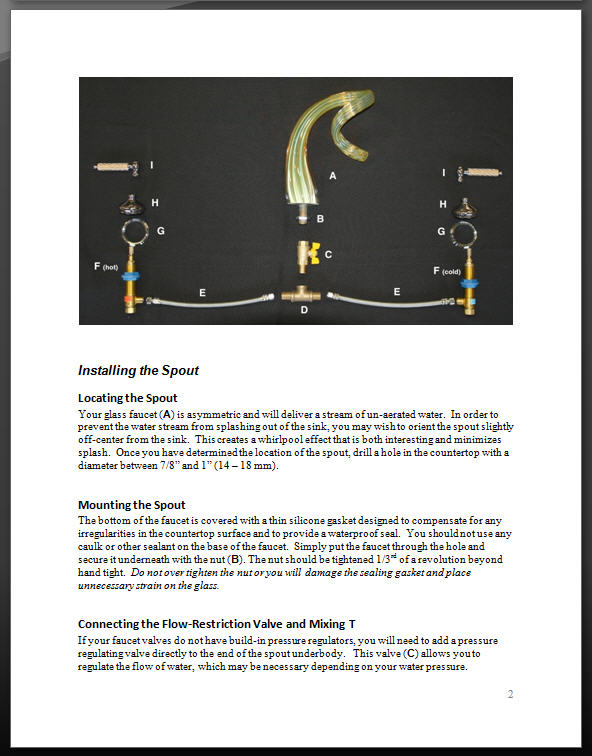 I
I
A
H
H
B
G
G
C
F (hot)
F (cold)
E
E
D
Installing the Spout
Locating the Spout
Your glass faucet (A) is asymmetric and will deliver a stream of un-aerated water. In order to
prevent the water stream from splashing out of the sink, you may wish to orient the spout slightly
off-center from the sink. This creates a whirlpool effect that is both interesting and minimizes
splash. Once you have determined the location of the spout, drill a hole in the countertop with a
diameter between 7/8” and 1” (14 – 18 mm).
Mounting the Spout
The bottom of the faucet is covered with a thin silicone gasket designed to compensate for any
irregularities in the countertop surface and to provide a waterproof seal. You should not use any
caulk or other sealant on the base of the faucet. Simply put the faucet through the hole and
secure it underneath with the nut (B). The nut should be tightened 1/3rd of a revolution beyond
hand tight. Do not over tighten the nut or you will damage the sealing gasket and place
unnecessary strain on the glass.
Connecting the Flow-Restriction Valve and Mixing T
If your faucet valves do not have build-in pressure regulators, you will need to add a pressure
regulating valve directly to the end of the spout underbody. This valve (C) allows you to
regulate the flow of water, which may be necessary depending on your water pressure.
2